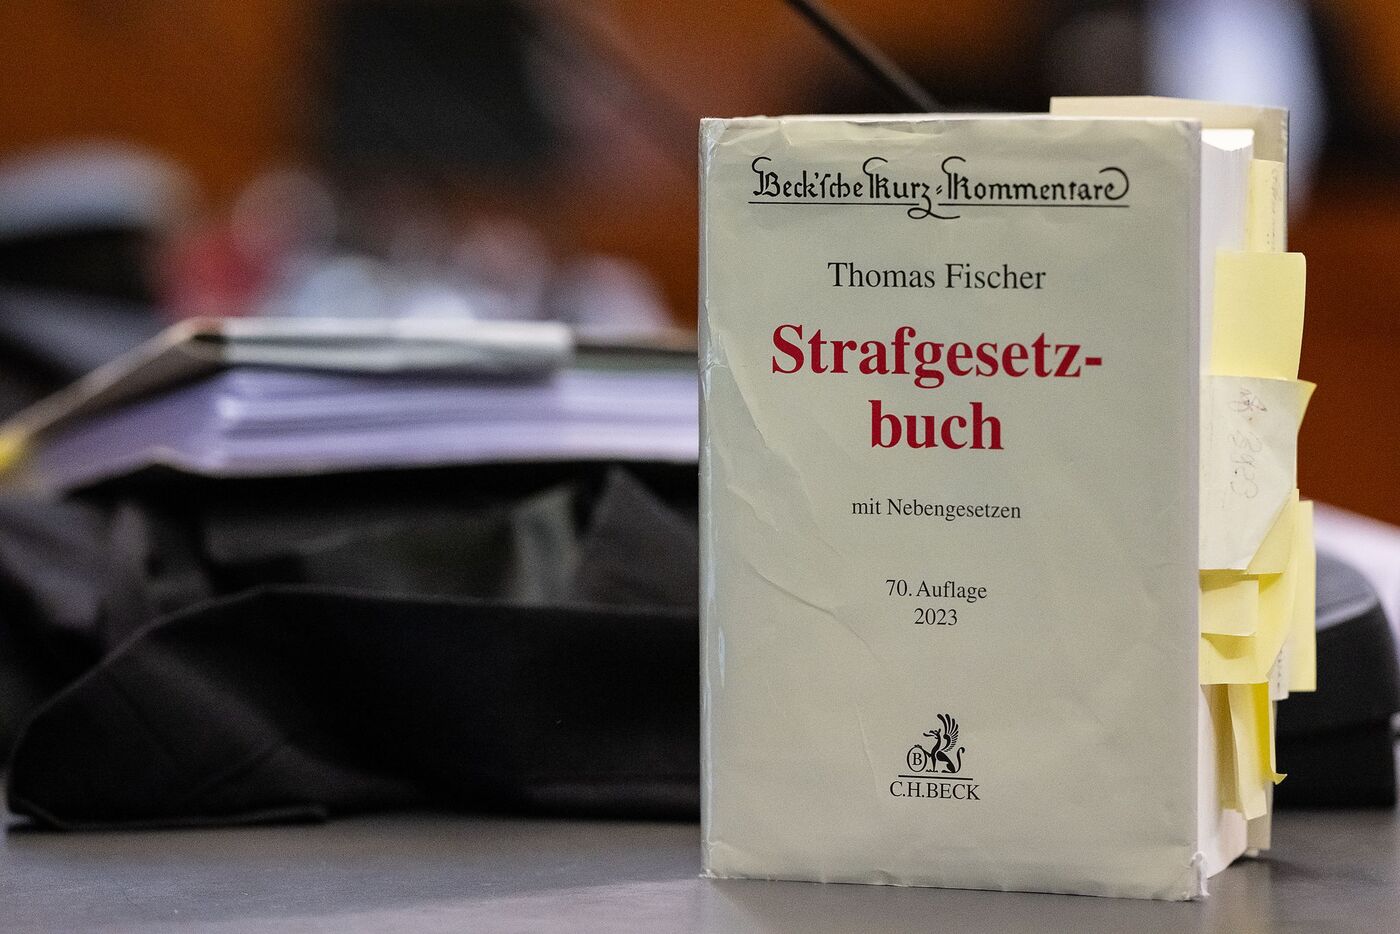 Beck'sche Kurz-Kommentare
Thomas Fischer
Strafgesetz-
buch
mit Nebengesetzen
70. Auflage
2023
B
C.H.BECK